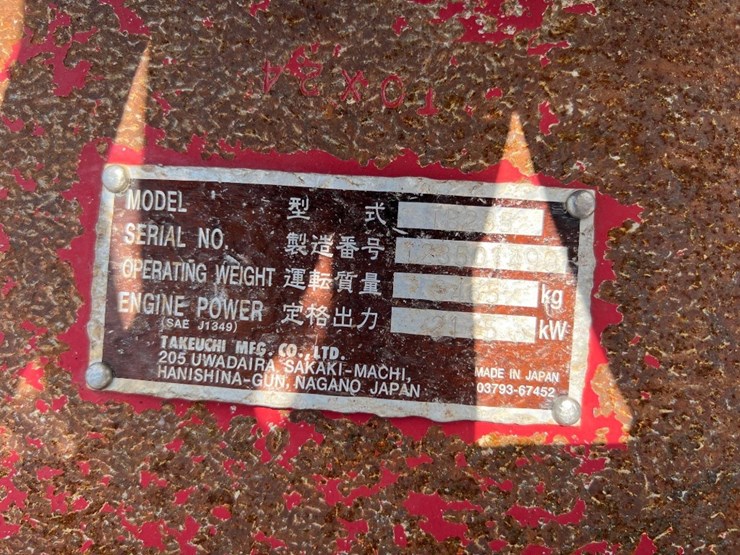 MODEL 型式
SERIAL NO. 製造番号
OPERATING WEIGHT 運転質量 kg
ENGINE POWER 定格出力 kW
(SAE J1349)
TAKEUCHI MFG. CO., LTD.
205 UWADAIRA, SAKAKI-MACHI,
HANISHINA-GUN, NAGANO JAPAN
MADE IN JAPAN
03793-67452